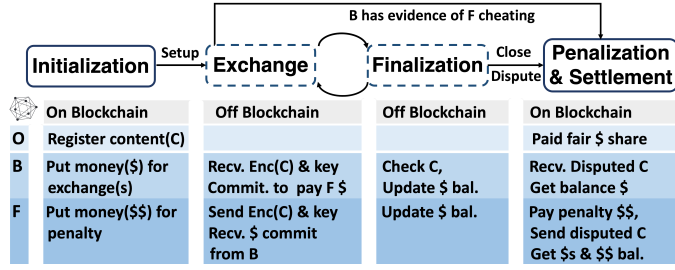 B has evidence of F cheating
Initialization
Setup
Exchange
Finalization
Close
Dispute
Penalization
& Settlement
On Blockchain
Off Blockchain
Off Blockchain
On Blockchain
O
Register content(C)
Paid fair $ share
B
Put money($) for
exchange(s)
Recv. Enc(C) & key
Commit. to pay F $
Check C,
Update $ bal.
Recv. Disputed C
Get balance $
F
Put money($$) for
penalty
Send Enc(C) & key
Recv. $ commit
from B
Update $ bal.
Pay penalty $$,
Send disputed C
Get $s & $$ bal.